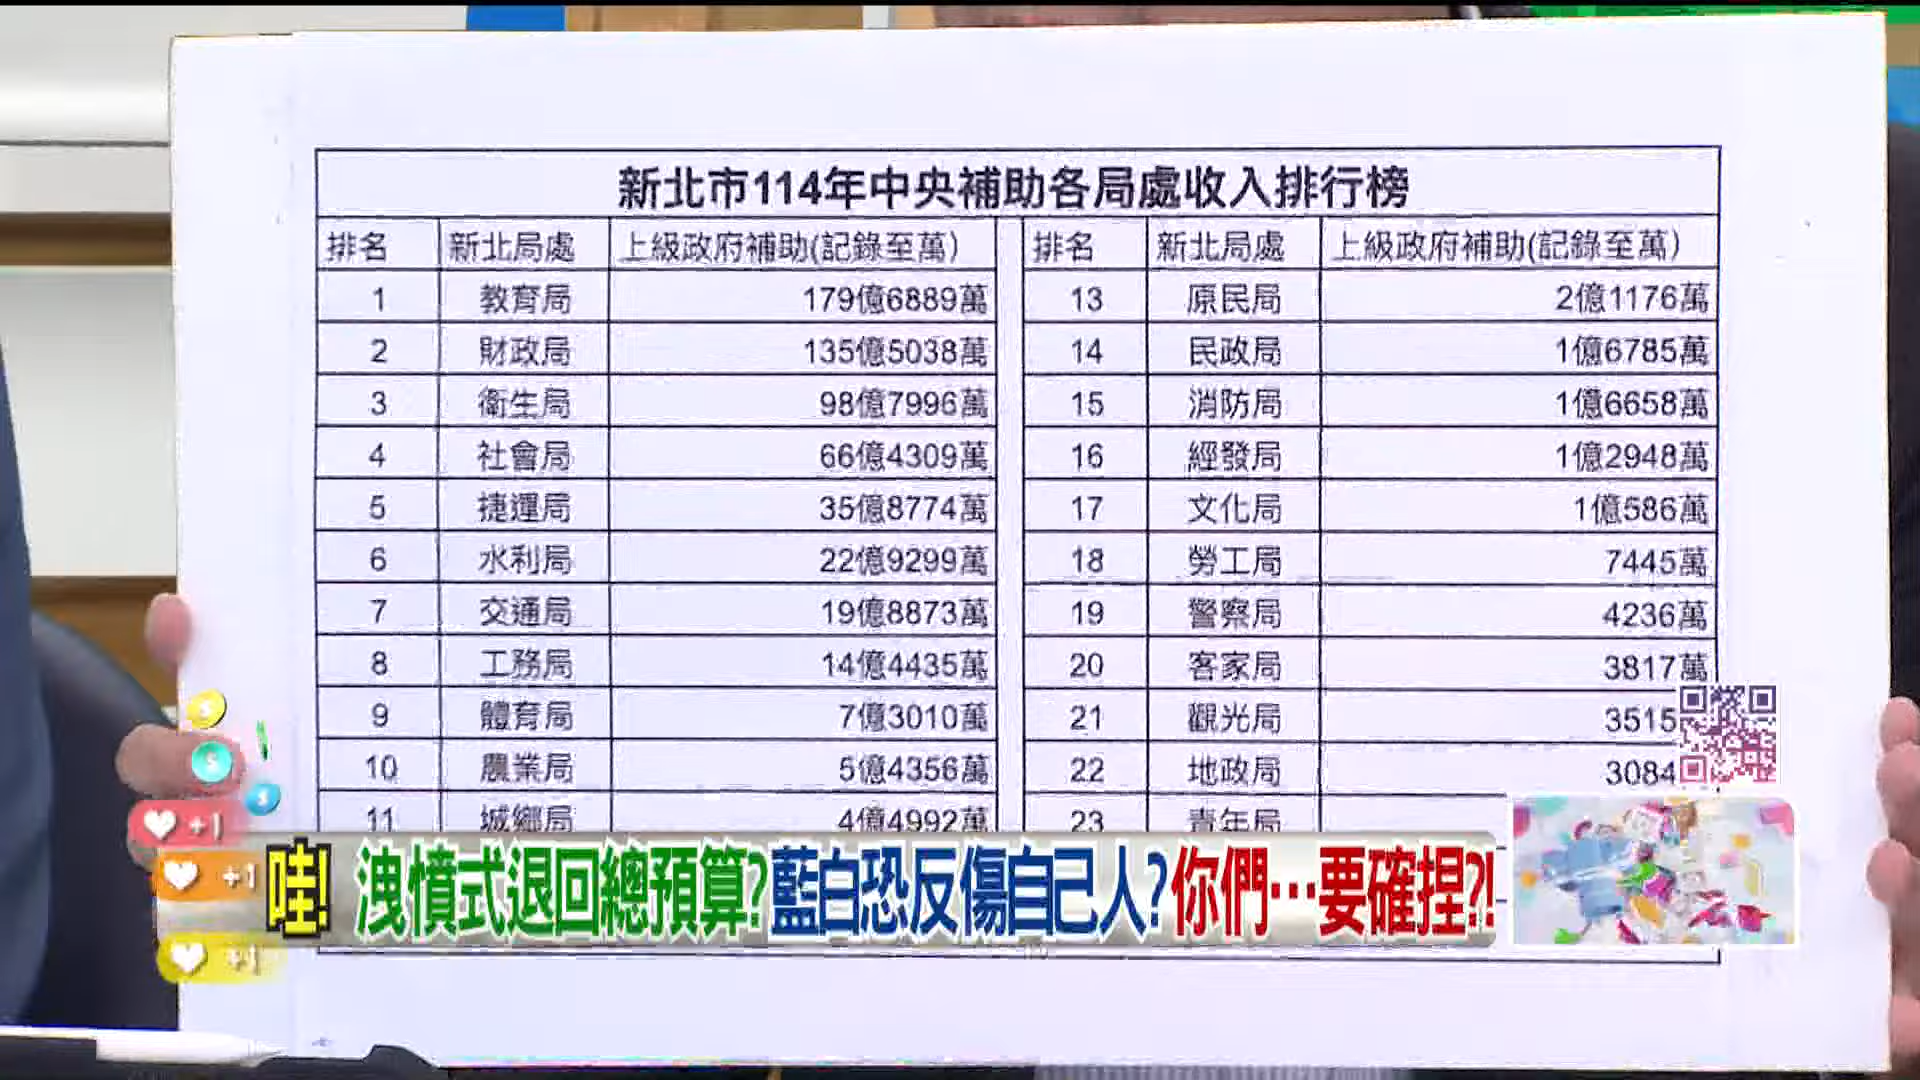 新北市114年中央補助各局處收入排行榜
排名 新北局處 上級政府補助(記錄至萬) 排名 新北局處 上級政府補助(記錄至萬)
1 教育局 179億6889萬 13 原民局 2億1176萬
2 財政局 135億5038萬 14 民政局 1億6785萬
3 衛生局 98億7996萬 15 消防局 1億6658萬
4 社會局 66億4309萬 16 經發局 1億2948萬
5 捷運局 35億8774萬 17 文化局 1億586萬
6 水利局 22億9299萬 18 勞工局 7445萬
7 交通局 19億8873萬 19 警察局 4236萬
8 工務局 14億4435萬 20 客家局 3817萬
9 體育局 7億3010萬 21 觀光局 3515
10 農業局 5億4356萬 22 地政局 3084
11 城鄉局 4億4992萬 23 青年局
+1
+1
+1
哇! 洩憤式退回總預算?藍白恐反傷自己人?你們…要確捏?!